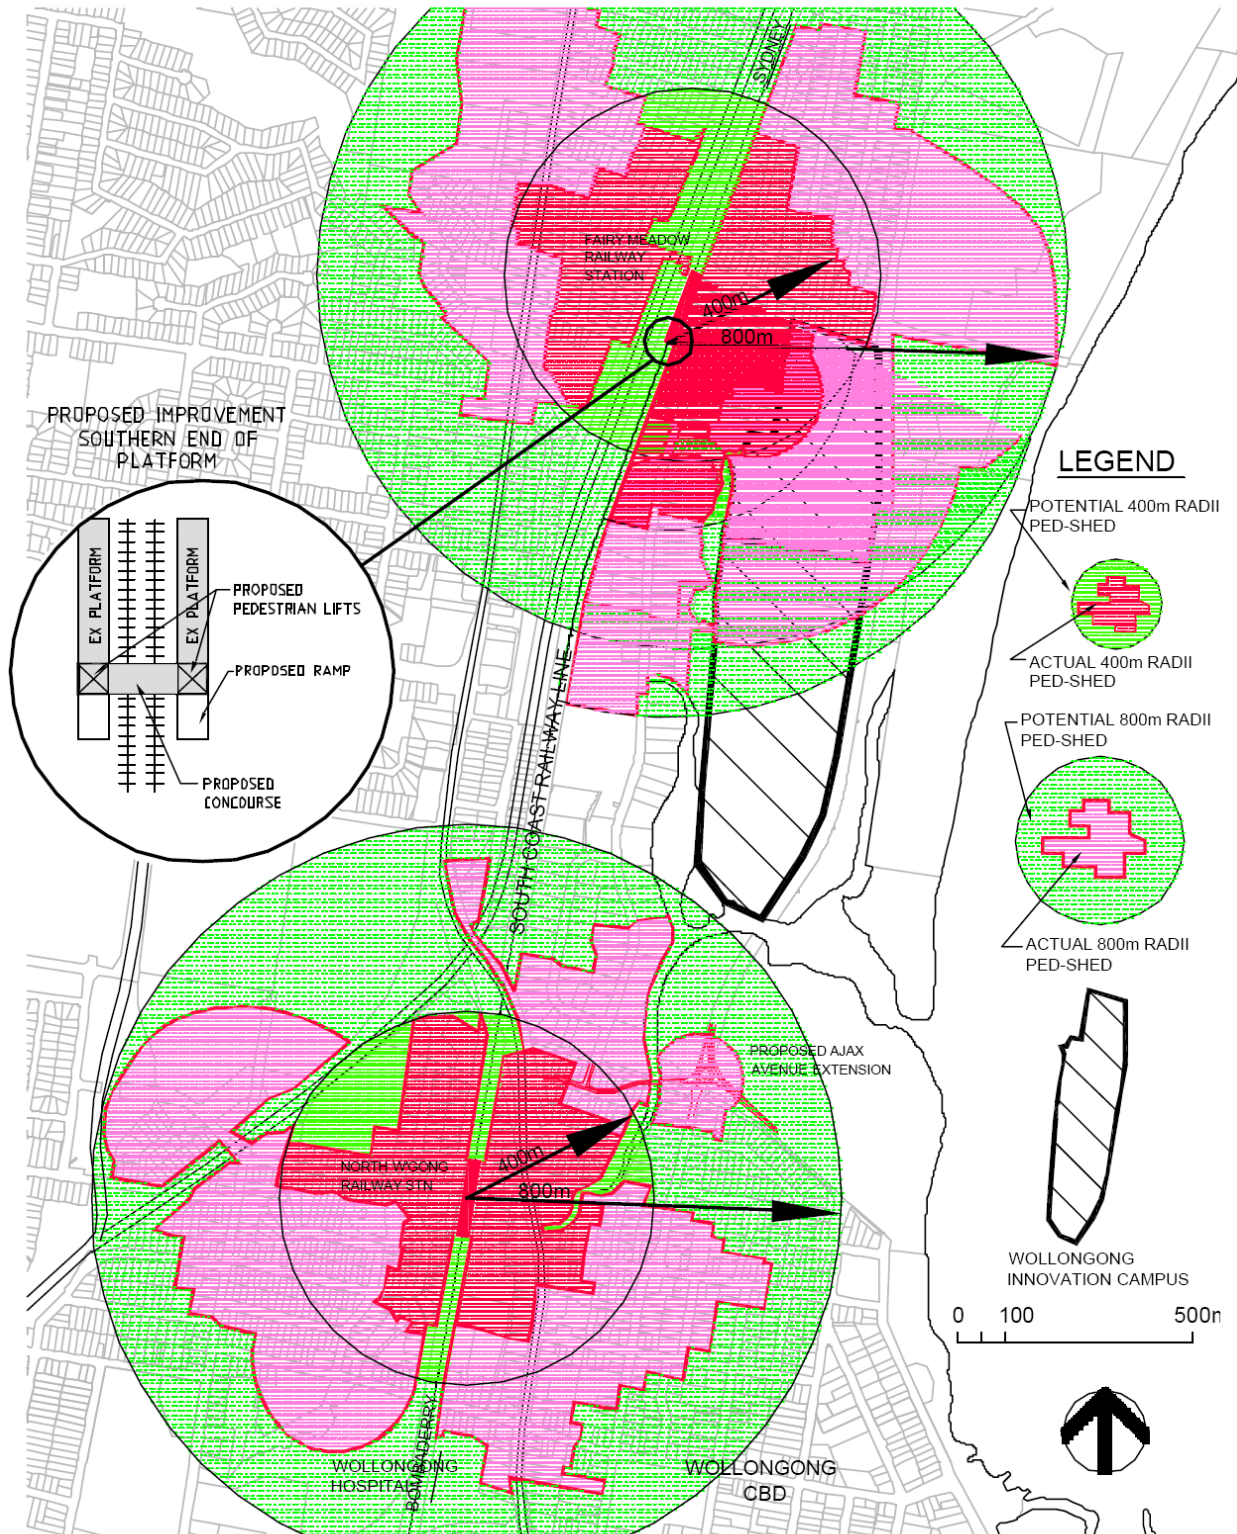 SYDNEY
FAIRY MEADOW
RAILWAY
STATION
400m
800m
PROPOSED IMPROVEMENT
SOUTHERN END OF
PLATFORM
EX PLATFORM
EX PLATFORM
PROPOSED
PEDESTRIAN LIFTS
PROPOSED RAMP
PROPOSED
CONCOURSE
SOUTH COAST RAILWAY LINE
LEGEND
POTENTIAL 400m RADII
PED-SHED
ACTUAL 400m RADII
PED-SHED
POTENTIAL 800m RADII
PED-SHED
ACTUAL 800m RADII
PED-SHED
WOLLONGONG
INNOVATION CAMPUS
0 100 500m
PROPOSED AJAX
AVENUE EXTENSION
NORTH W'GONG
RAILWAY STN
400m
800m
BOMBADERRY
WOLLONGONG
HOSPITAL
WOLLONGONG
CBD